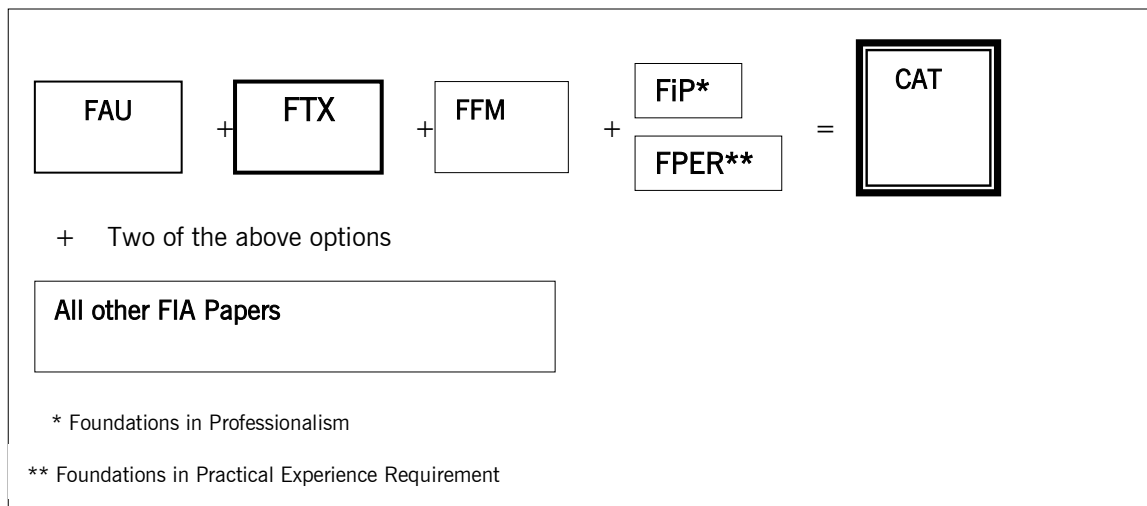 FAU + FTX + FFM + FiP* = CAT
FPER**
+ Two of the above options
All other FIA Papers
* Foundations in Professionalism
** Foundations in Practical Experience Requirement